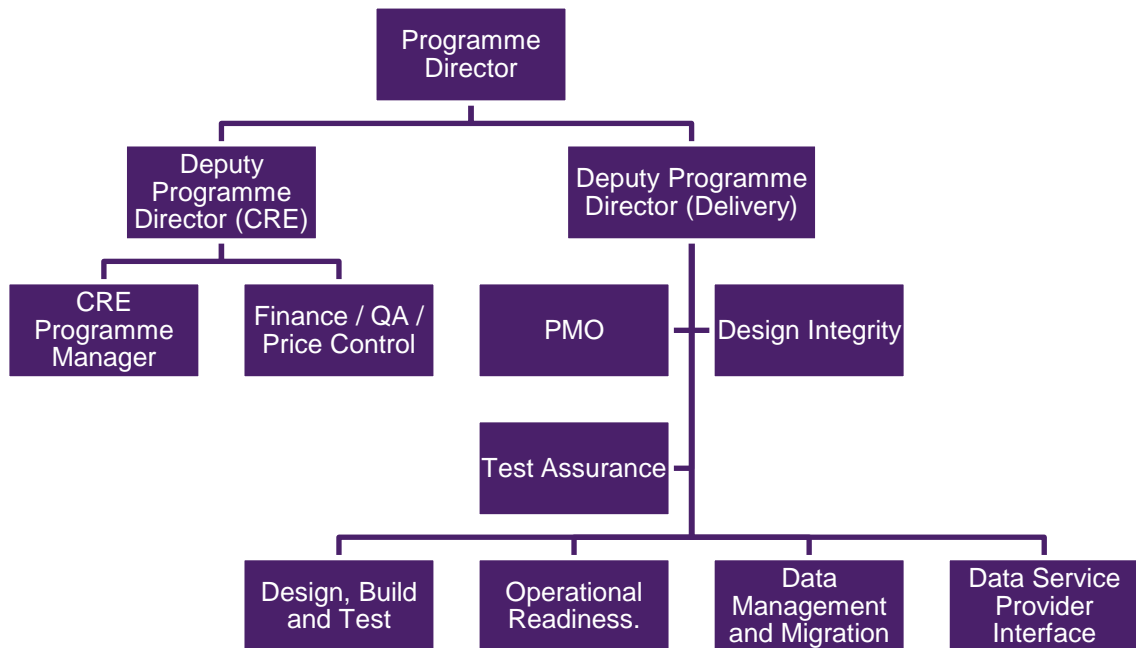 Programme
Director
Deputy
Programme
Director (CRE)
Deputy Programme
Director (Delivery)
CRE
Programme
Manager
Finance / QA /
Price Control
PMO
Design Integrity
Test Assurance
Design, Build
and Test
Operational
Readiness.
Data
Management
and Migration
Data Service
Provider
Interface